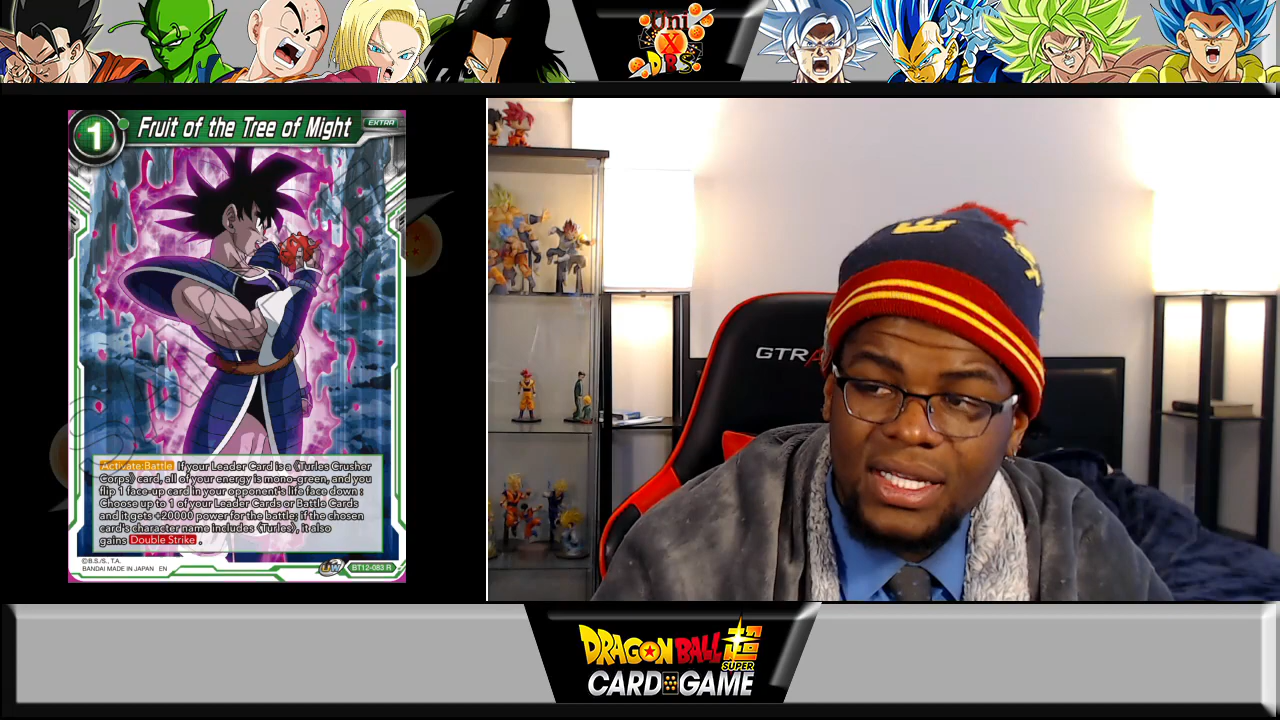 Uni
X
DBS
1
Fruit of the Tree of Might
EXTRA
Activate:Battle If your Leader Card is a 《Turles Crusher
Corps》 card, all of your energy is mono-green, and you
flip 1 face-up card in your opponent's life face down :
Choose up to 1 of your Leader Cards or Battle Cards
and it gets +20000 power for the battle; if the chosen
card's character name includes 《Turles》, it also
gains Double Strike .
©B.S./S., T.A.
BANDAI MADE IN JAPAN EN
UW
BT12-083 R
GTRA
DRAGON BALL 超
SUPER
CARD GAME